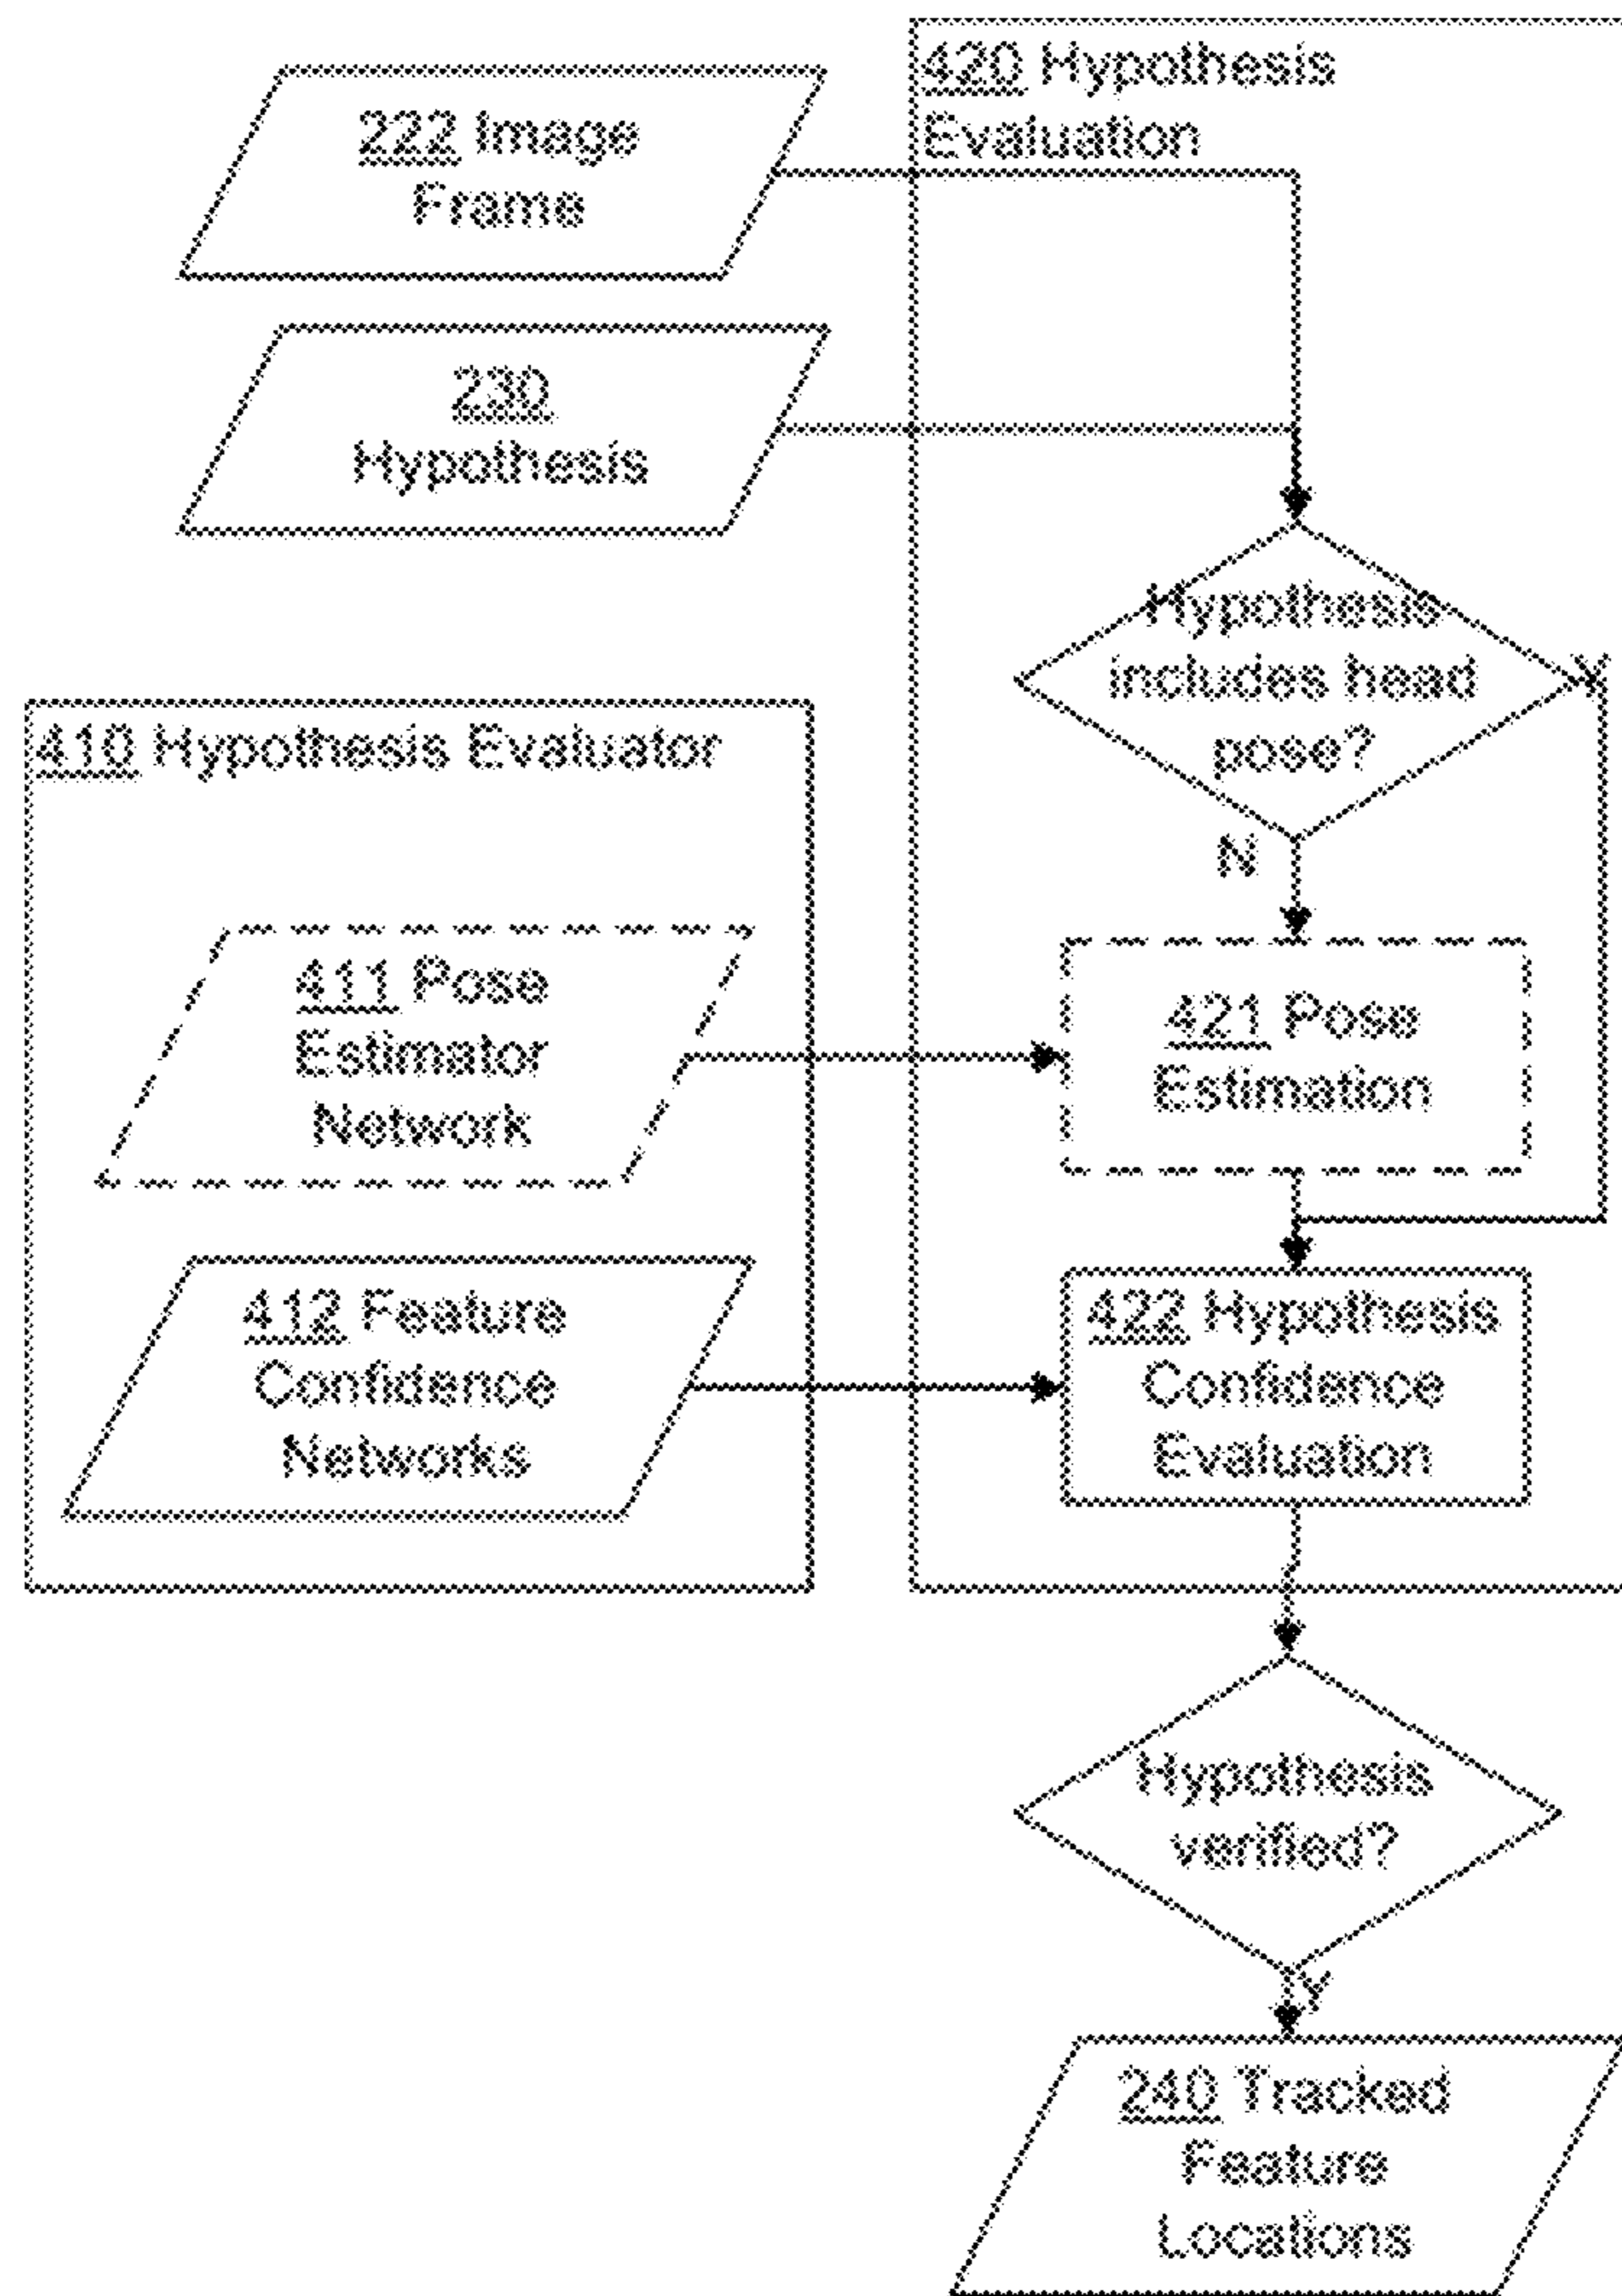 222 Image
Frame
230
Hypothesis
420 Hypothesis
Evaluation
Hypothesis
includes head
pose?
Y
N
410 Hypothesis Evaluator
411 Pose
Estimator
Network
421 Pose
Estimation
412 Feature
Confidence
Networks
422 Hypothesis
Confidence
Evaluation
Hypothesis
verified?
y
240 Tracked
Feature
Locations